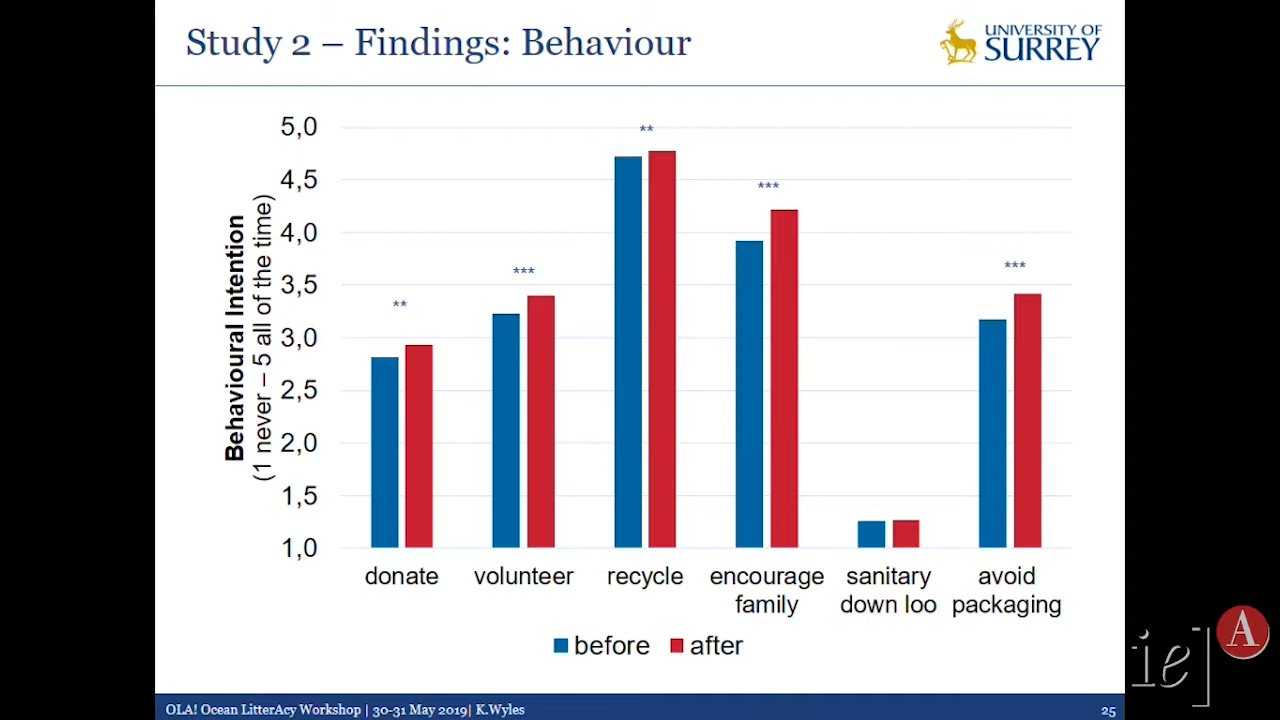 Study 2 – Findings: Behaviour
UNIVERSITY OF
SURREY
5,0
4,5
4,0
3,5
3,0
2,5
2,0
1,5
1,0
Behavioural Intention
(1 never – 5 all of the time)
**
***
**
***
***
donate
volunteer
recycle
encourage
family
sanitary
down loo
avoid
packaging
before
after
OLA! Ocean LitterAcy Workshop | 30-31 May 2019| K.Wyles
25
ie]A